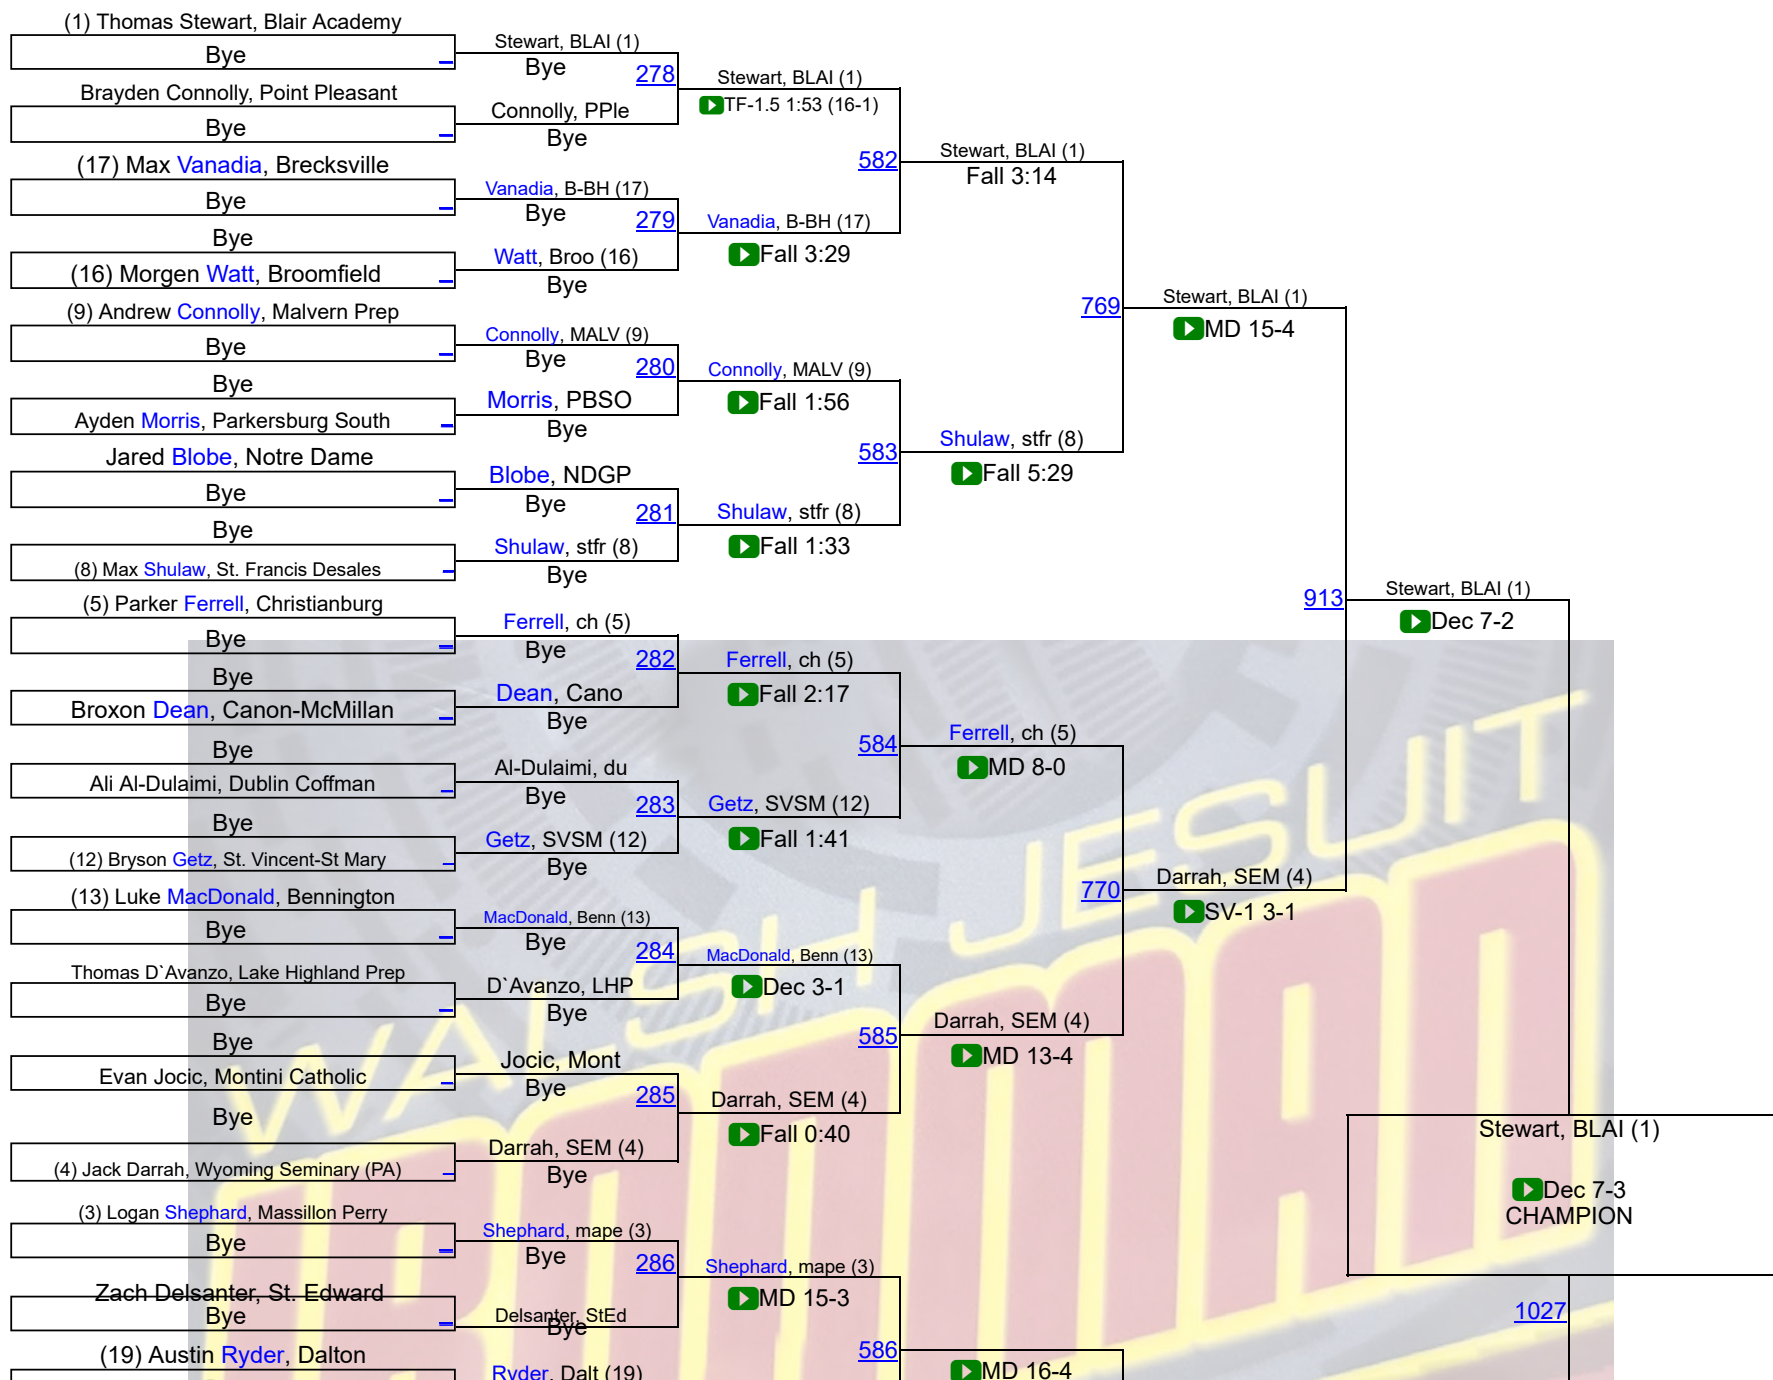 (1) Thomas Stewart, Blair Academy
Bye
Brayden Connolly, Point Pleasant
Bye
(17) Max Vanadia, Brecksville
Bye
Bye
(16) Morgen Watt, Broomfield
(9) Andrew Connolly, Malvern Prep
Bye
Bye
Ayden Morris, Parkersburg South
Jared Blobe, Notre Dame
Bye
Bye
(8) Max Shulaw, St. Francis Desales
(5) Parker Ferrell, Christianburg
Bye
Bye
Broxon Dean, Canon-McMillan
Bye
Ali Al-Dulaimi, Dublin Coffman
Bye
(12) Bryson Getz, St. Vincent-St Mary
(13) Luke MacDonald, Bennington
Bye
Thomas D`Avanzo, Lake Highland Prep
Bye
Bye
Evan Jocic, Montini Catholic
Bye
(4) Jack Darrah, Wyoming Seminary (PA)
(3) Logan Shephard, Massillon Perry
Bye
Zach Delsanter, St. Edward
Bye
(19) Austin Ryder, Dalton
Stewart, BLAI (1)
Bye
278
Connolly, PPle
Bye
Vanadia, B-BH (17)
Bye
279
Watt, Broo (16)
Bye
Connolly, MALV (9)
Bye
280
Morris, PBSO
Bye
Blobe, NDGP
Bye
281
Shulaw, stfr (8)
Bye
Ferrell, ch (5)
Bye
282
Dean, Cano
Bye
Al-Dulaimi, du
Bye
283
Getz, SVSM (12)
Bye
MacDonald, Benn (13)
Bye
284
D`Avanzo, LHP
Bye
Jocic, Mont
Bye
285
Darrah, SEM (4)
Bye
Shephard, mape (3)
Bye
286
Delsanter, StEd
Bye
Ryder, Dalt (19)
Stewart, BLAI (1)
TF-1.5 1:53 (16-1)
582
Vanadia, B-BH (17)
Fall 3:29
Connolly, MALV (9)
Fall 1:56
583
Shulaw, stfr (8)
Fall 1:33
Ferrell, ch (5)
Fall 2:17
584
Getz, SVSM (12)
Fall 1:41
MacDonald, Benn (13)
Dec 3-1
585
Darrah, SEM (4)
Fall 0:40
Shephard, mape (3)
MD 15-3
586
Stewart, BLAI (1)
Fall 3:14
769
Shulaw, stfr (8)
Fall 5:29
Ferrell, ch (5)
MD 8-0
770
Darrah, SEM (4)
MD 13-4
MD 16-4
Stewart, BLAI (1)
MD 15-4
913
Darrah, SEM (4)
SV-1 3-1
Stewart, BLAI (1)
Dec 7-2
Stewart, BLAI (1)
Dec 7-3
CHAMPION
1027
WALSH JESUIT
IRONMAN